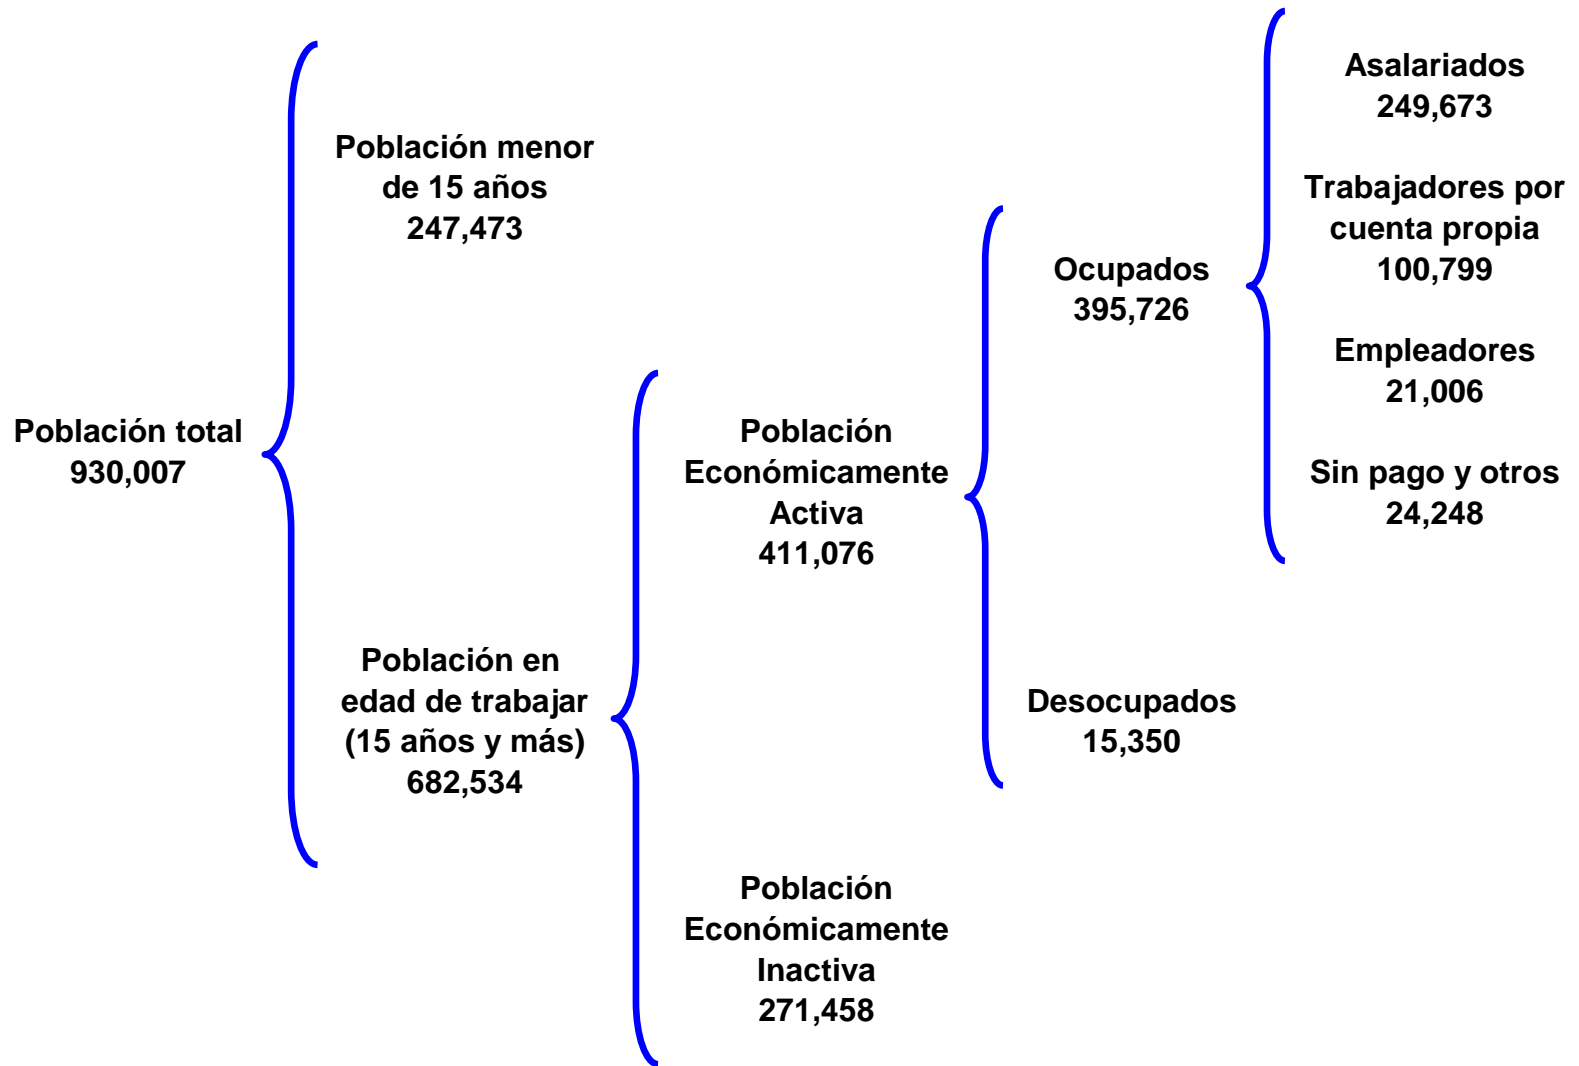 Población total
930,007
Población menor
de 15 años
247,473
Población en
edad de trabajar
(15 años y más)
682,534
Población
Económicamente
Activa
411,076
Población
Económicamente
Inactiva
271,458
Ocupados
395,726
Desocupados
15,350
Asalariados
249,673
Trabajadores por
cuenta propia
100,799
Empleadores
21,006
Sin pago y otros
24,248